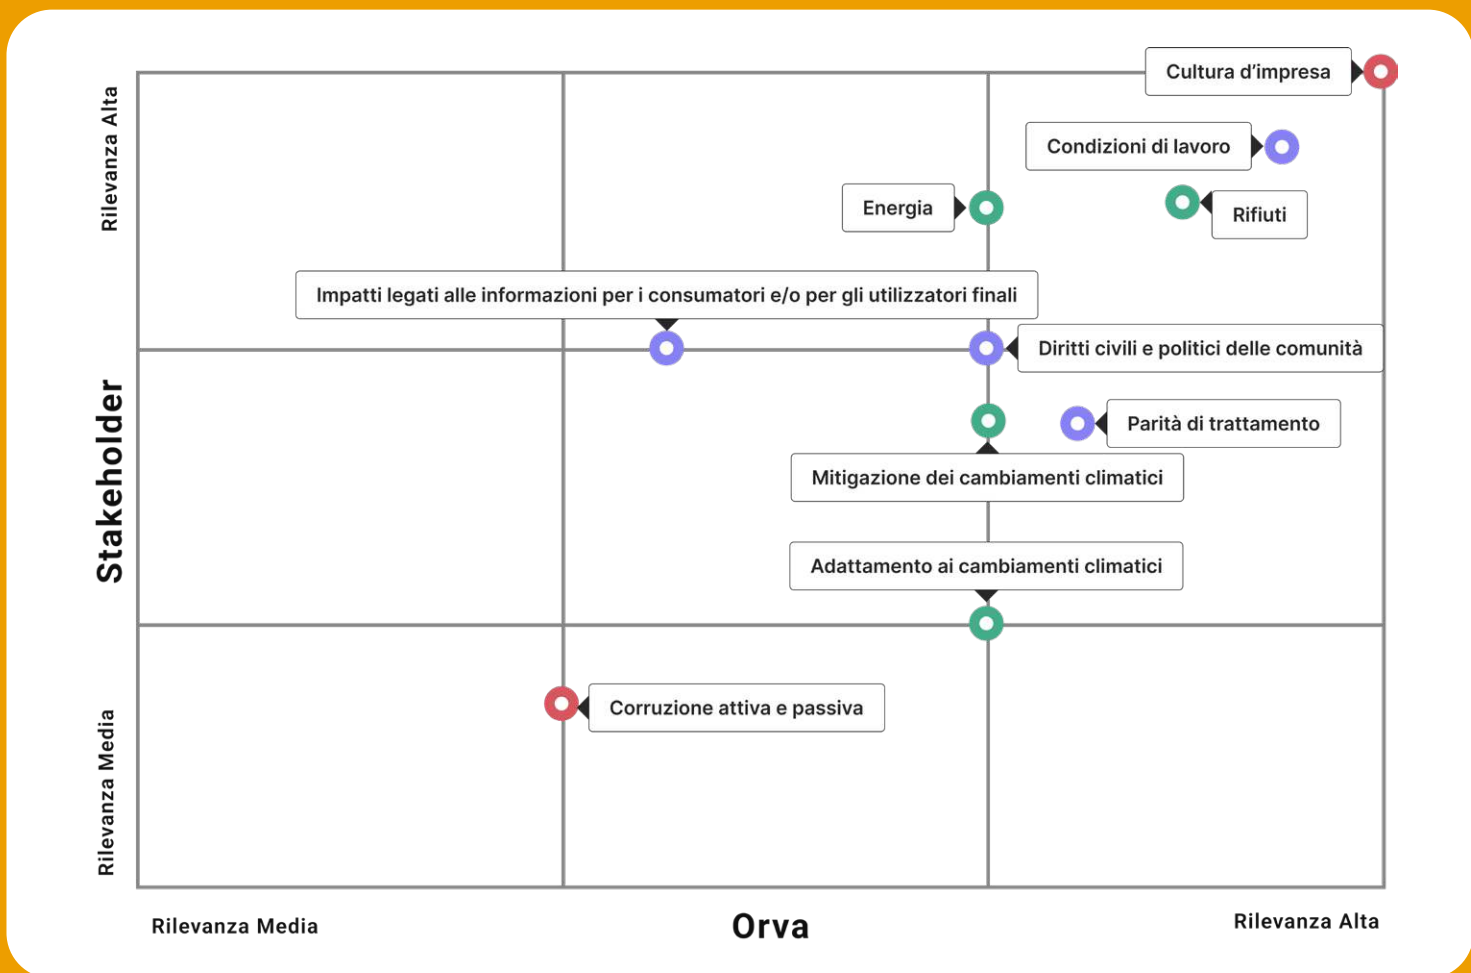 Cultura d'impresa
Rilevanza Alta
Condizioni di lavoro
Energia
Rifiuti
Impatti legati alle informazioni per i consumatori e/o per gli utilizzatori finali
Diritti civili e politici delle comunità
Stakeholder
Parità di trattamento
Mitigazione dei cambiamenti climatici
Adattamento ai cambiamenti climatici
Corruzione attiva e passiva
Rilevanza Media
Rilevanza Media
Orva
Rilevanza Alta